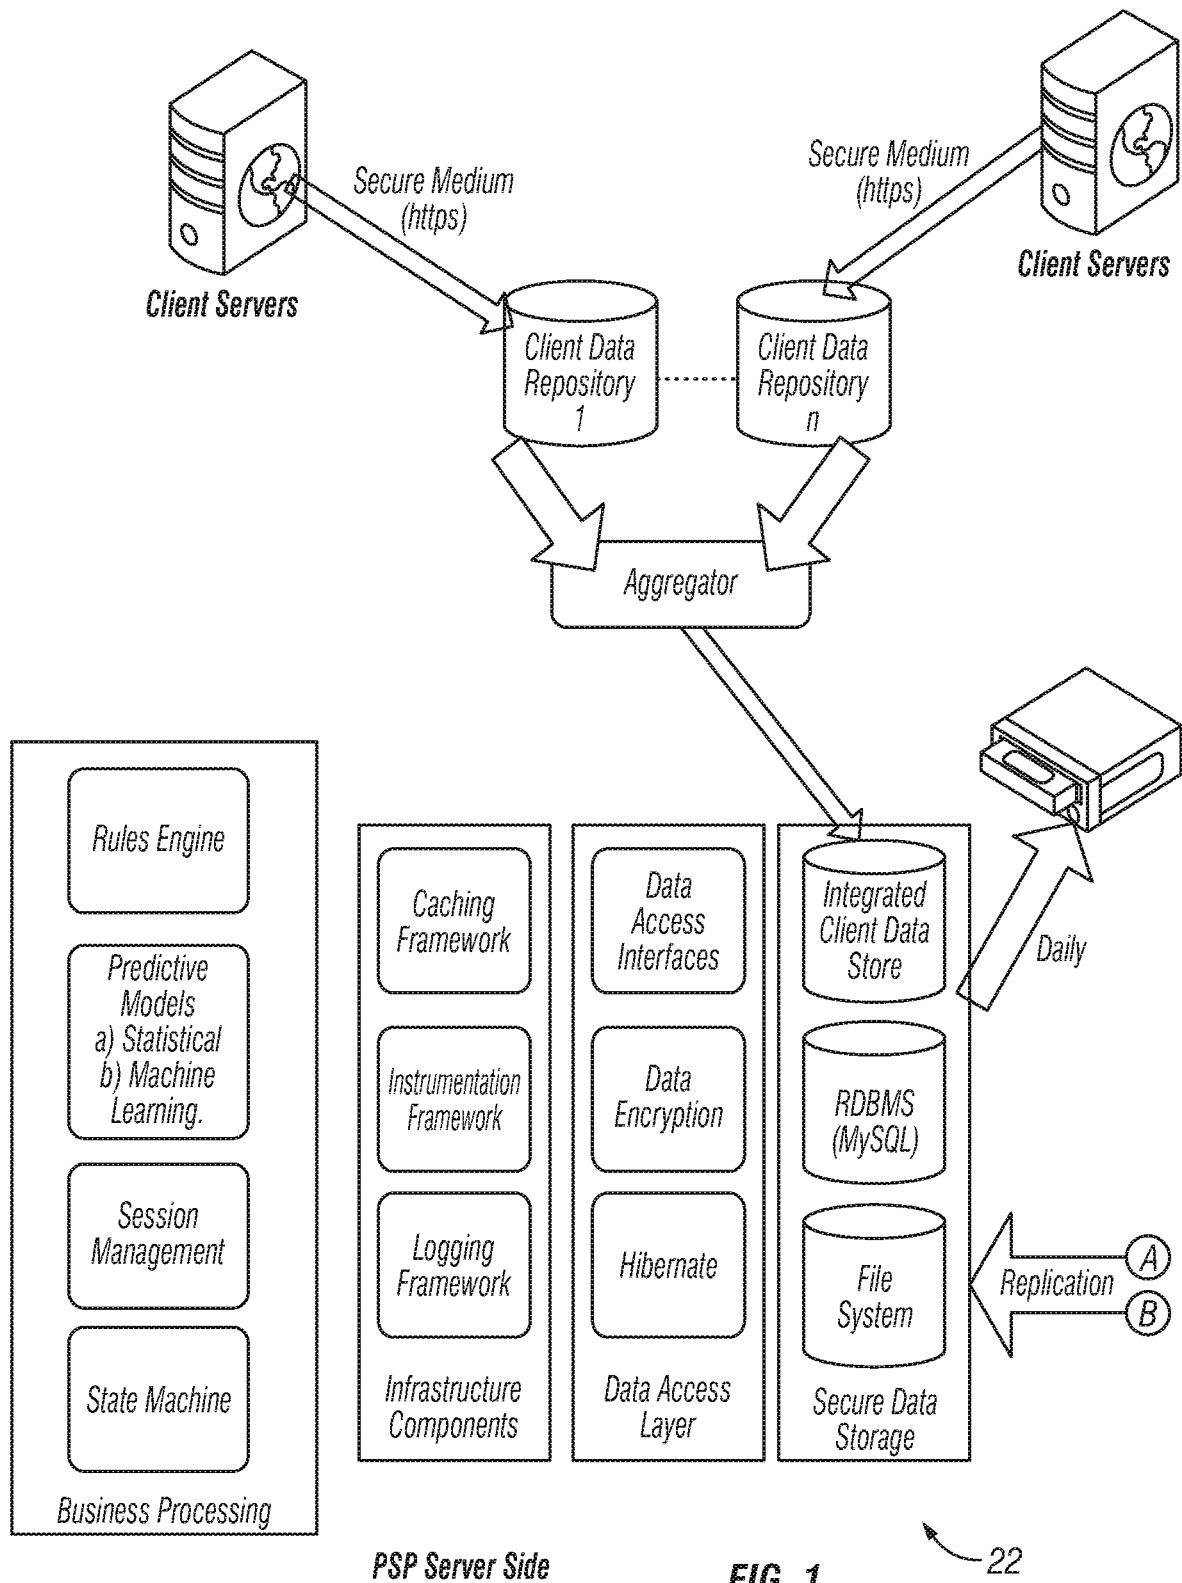 Secure Medium
(https)
Secure Medium
(https)
Client Servers
Client Servers
Client Data
Repository
1
Client Data
Repository
n
Aggregator
Rules Engine
Predictive
Models
a) Statistical
b) Machine
Learning.
Session
Management
State Machine
Business Processing
Caching
Framework
Instrumentation
Framework
Logging
Framework
Infrastructure
Components
Data
Access
Interfaces
Data
Encryption
Hibernate
Data Access
Layer
Integrated
Client Data
Store
RDBMS
(MySQL)
File
System
Secure Data
Storage
Daily
Replication
A
B
PSP Server Side
FIG. 1
22